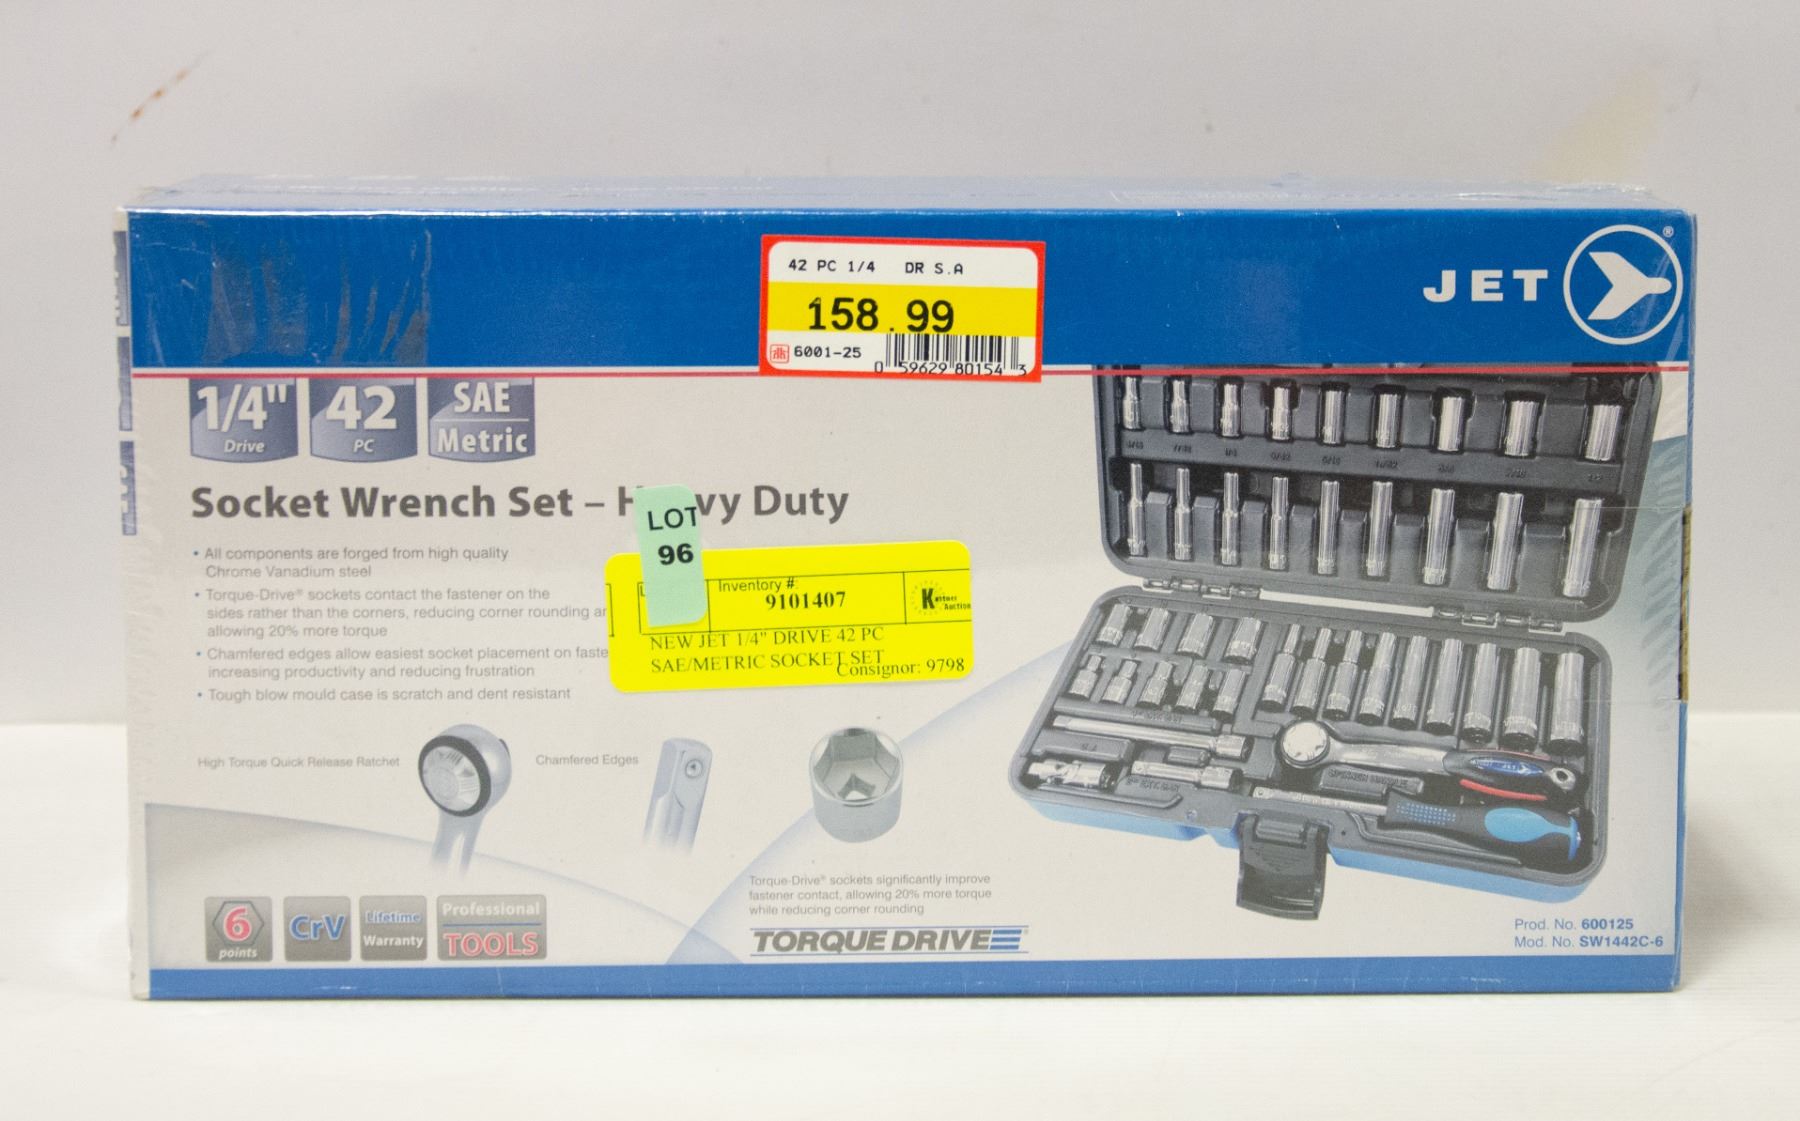 42 PC 1/4 DR S.A
158.99
6001-25
0 59629 80154 3
JET
®
1/4"
Drive
42
PC
SAE
Metric
Socket Wrench Set – H vy Duty
LOT
96
• All components are forged from high quality
Chrome Vanadium steel
• Torque-Drive® sockets contact the fastener on the
sides rather than the corners, reducing corner rounding
allowing 20% more torque
• Chamfered edges allow easiest socket placement on
increasing productivity and reducing frustration
• Tough blow mould case is scratch and dent resistant
Inventory #:
9101407
Kastner
Auction
NEW JET 1/4" DRIVE 42 PC
SAE/METRIC SOCKET SET
Consignor: 9798
High Torque Quick Release Ratchet
Chamfered Edges
SPINNER HANDLE
JET
Torque-Drive® sockets significantly improve
fastener contact, allowing 20% more torque
while reducing corner rounding
TORQUE DRIVE
6
points
CrV
Lifetime
Warranty
Professional
TOOLS
Prod. No. 600125
Mod. No. SW1442C-6